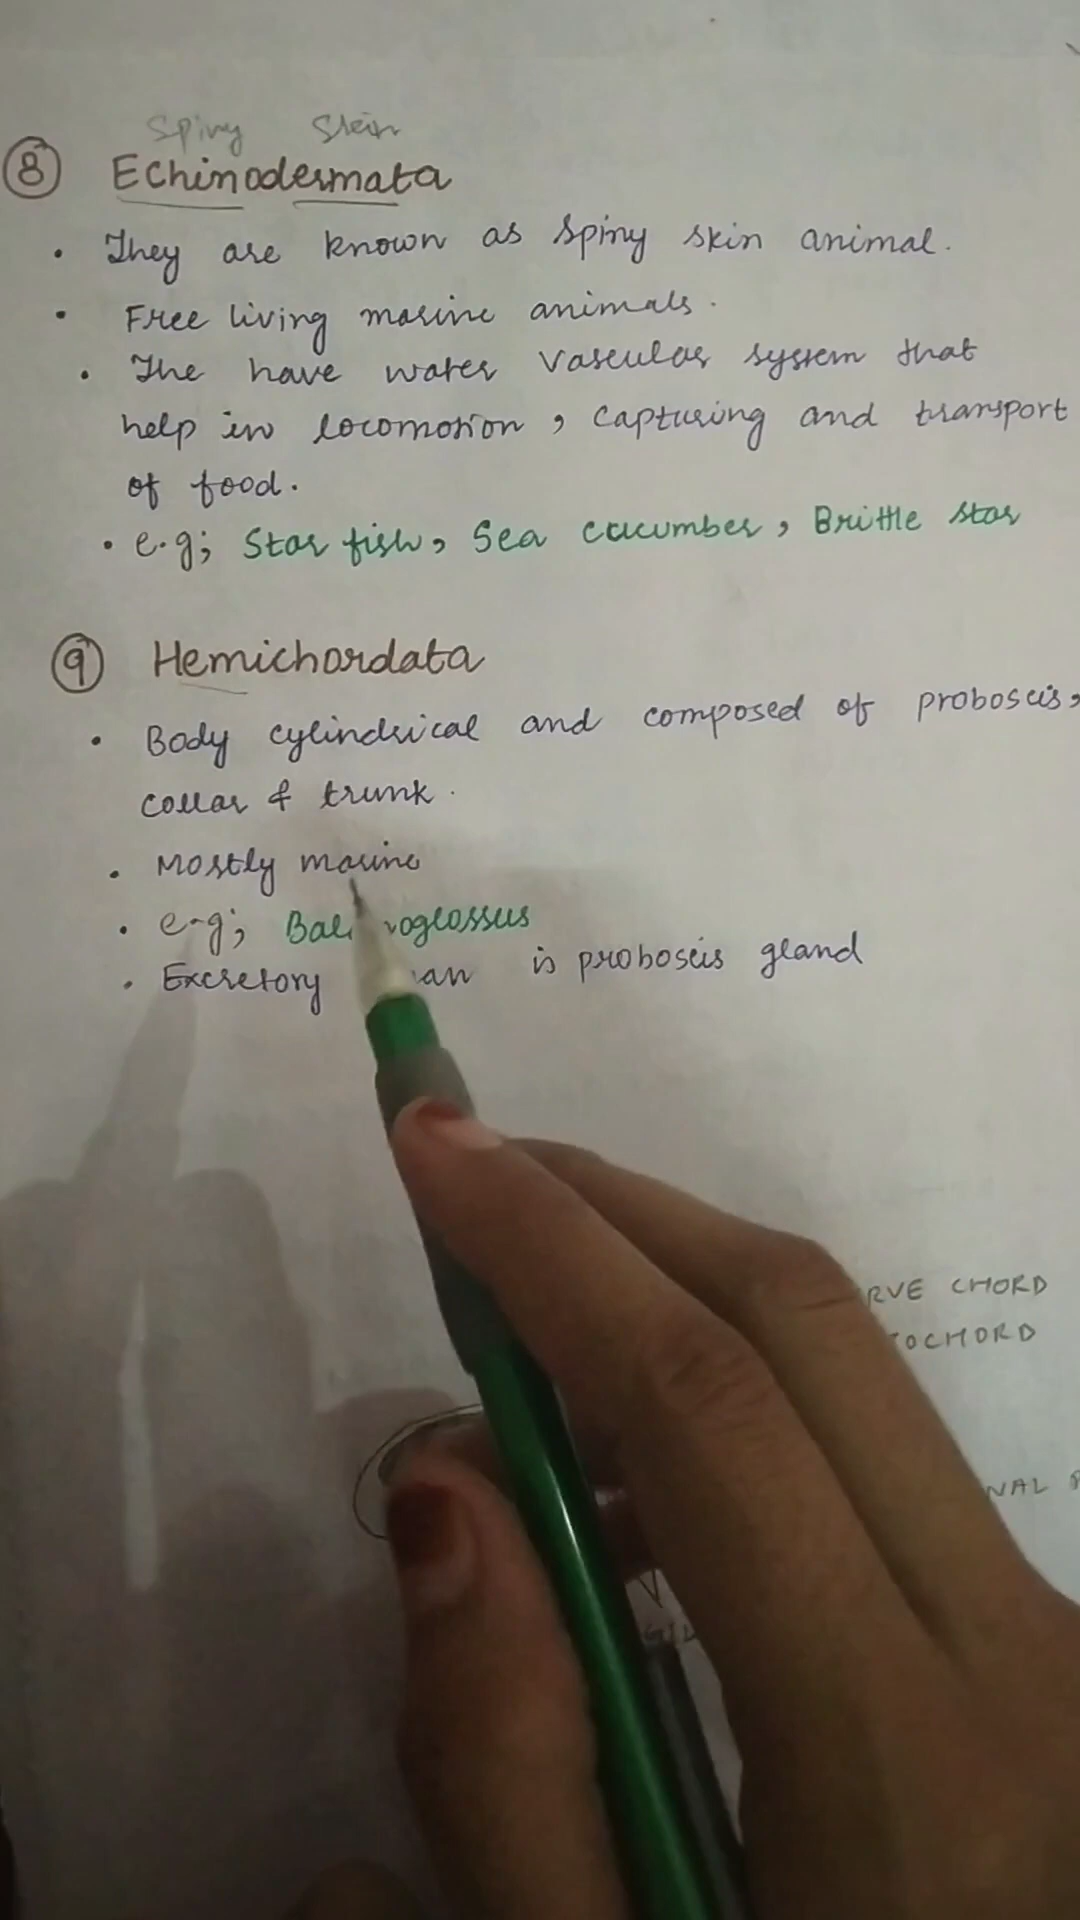 Spiny Skin
8 Echinodermata
• They are known as Spiny skin animal.
• Free living marine animals.
• The have water vascular system that
help in locomotion, capturing and transport
of food.
• e.g; Star fish, Sea cucumber, Brittle star
9 Hemichordata
• Body cylindrical and composed of proboscis,
collar & trunk.
• Mostly marine
• e.g;
• Excretory is proboscis gland
CHORD